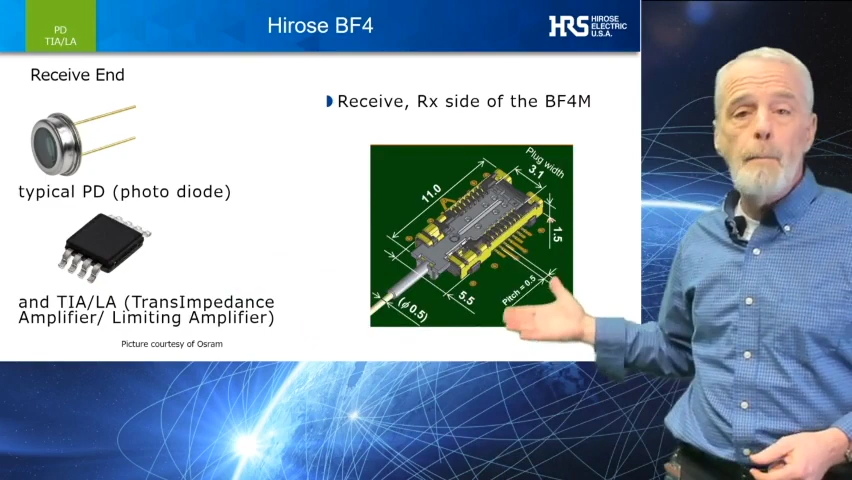 PD
TIA/LA
Hirose BF4
HRS HIROSE
ELECTRIC
U.S.A.
Receive End
Receive, Rx side of the BF4M
typical PD (photo diode)
Plug width
3.1
11.0
1.5
Pitch = 0.5
5.5
(φ0.5)
and TIA/LA (TransImpedance
Amplifier/ Limiting Amplifier)
Picture courtesy of Osram